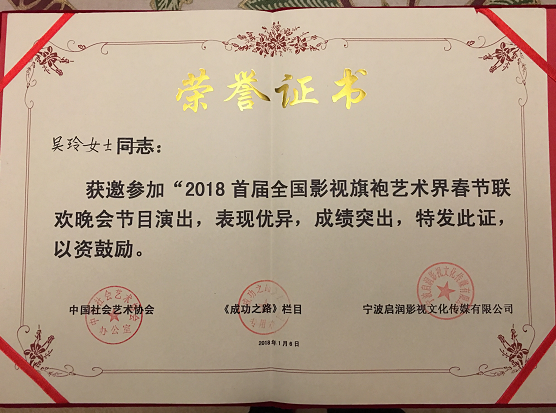 荣誉证书
吴玲女士同志：
获邀参加“2018首届全国影视旗袍艺术界春节联
欢晚会节目演出，表现优异，成绩突出，特发此证，
以资鼓励。
中国社会艺术协会 《成功之路》栏目 宁波启润影视文化传媒有限公司
办公室
2018年1月6日